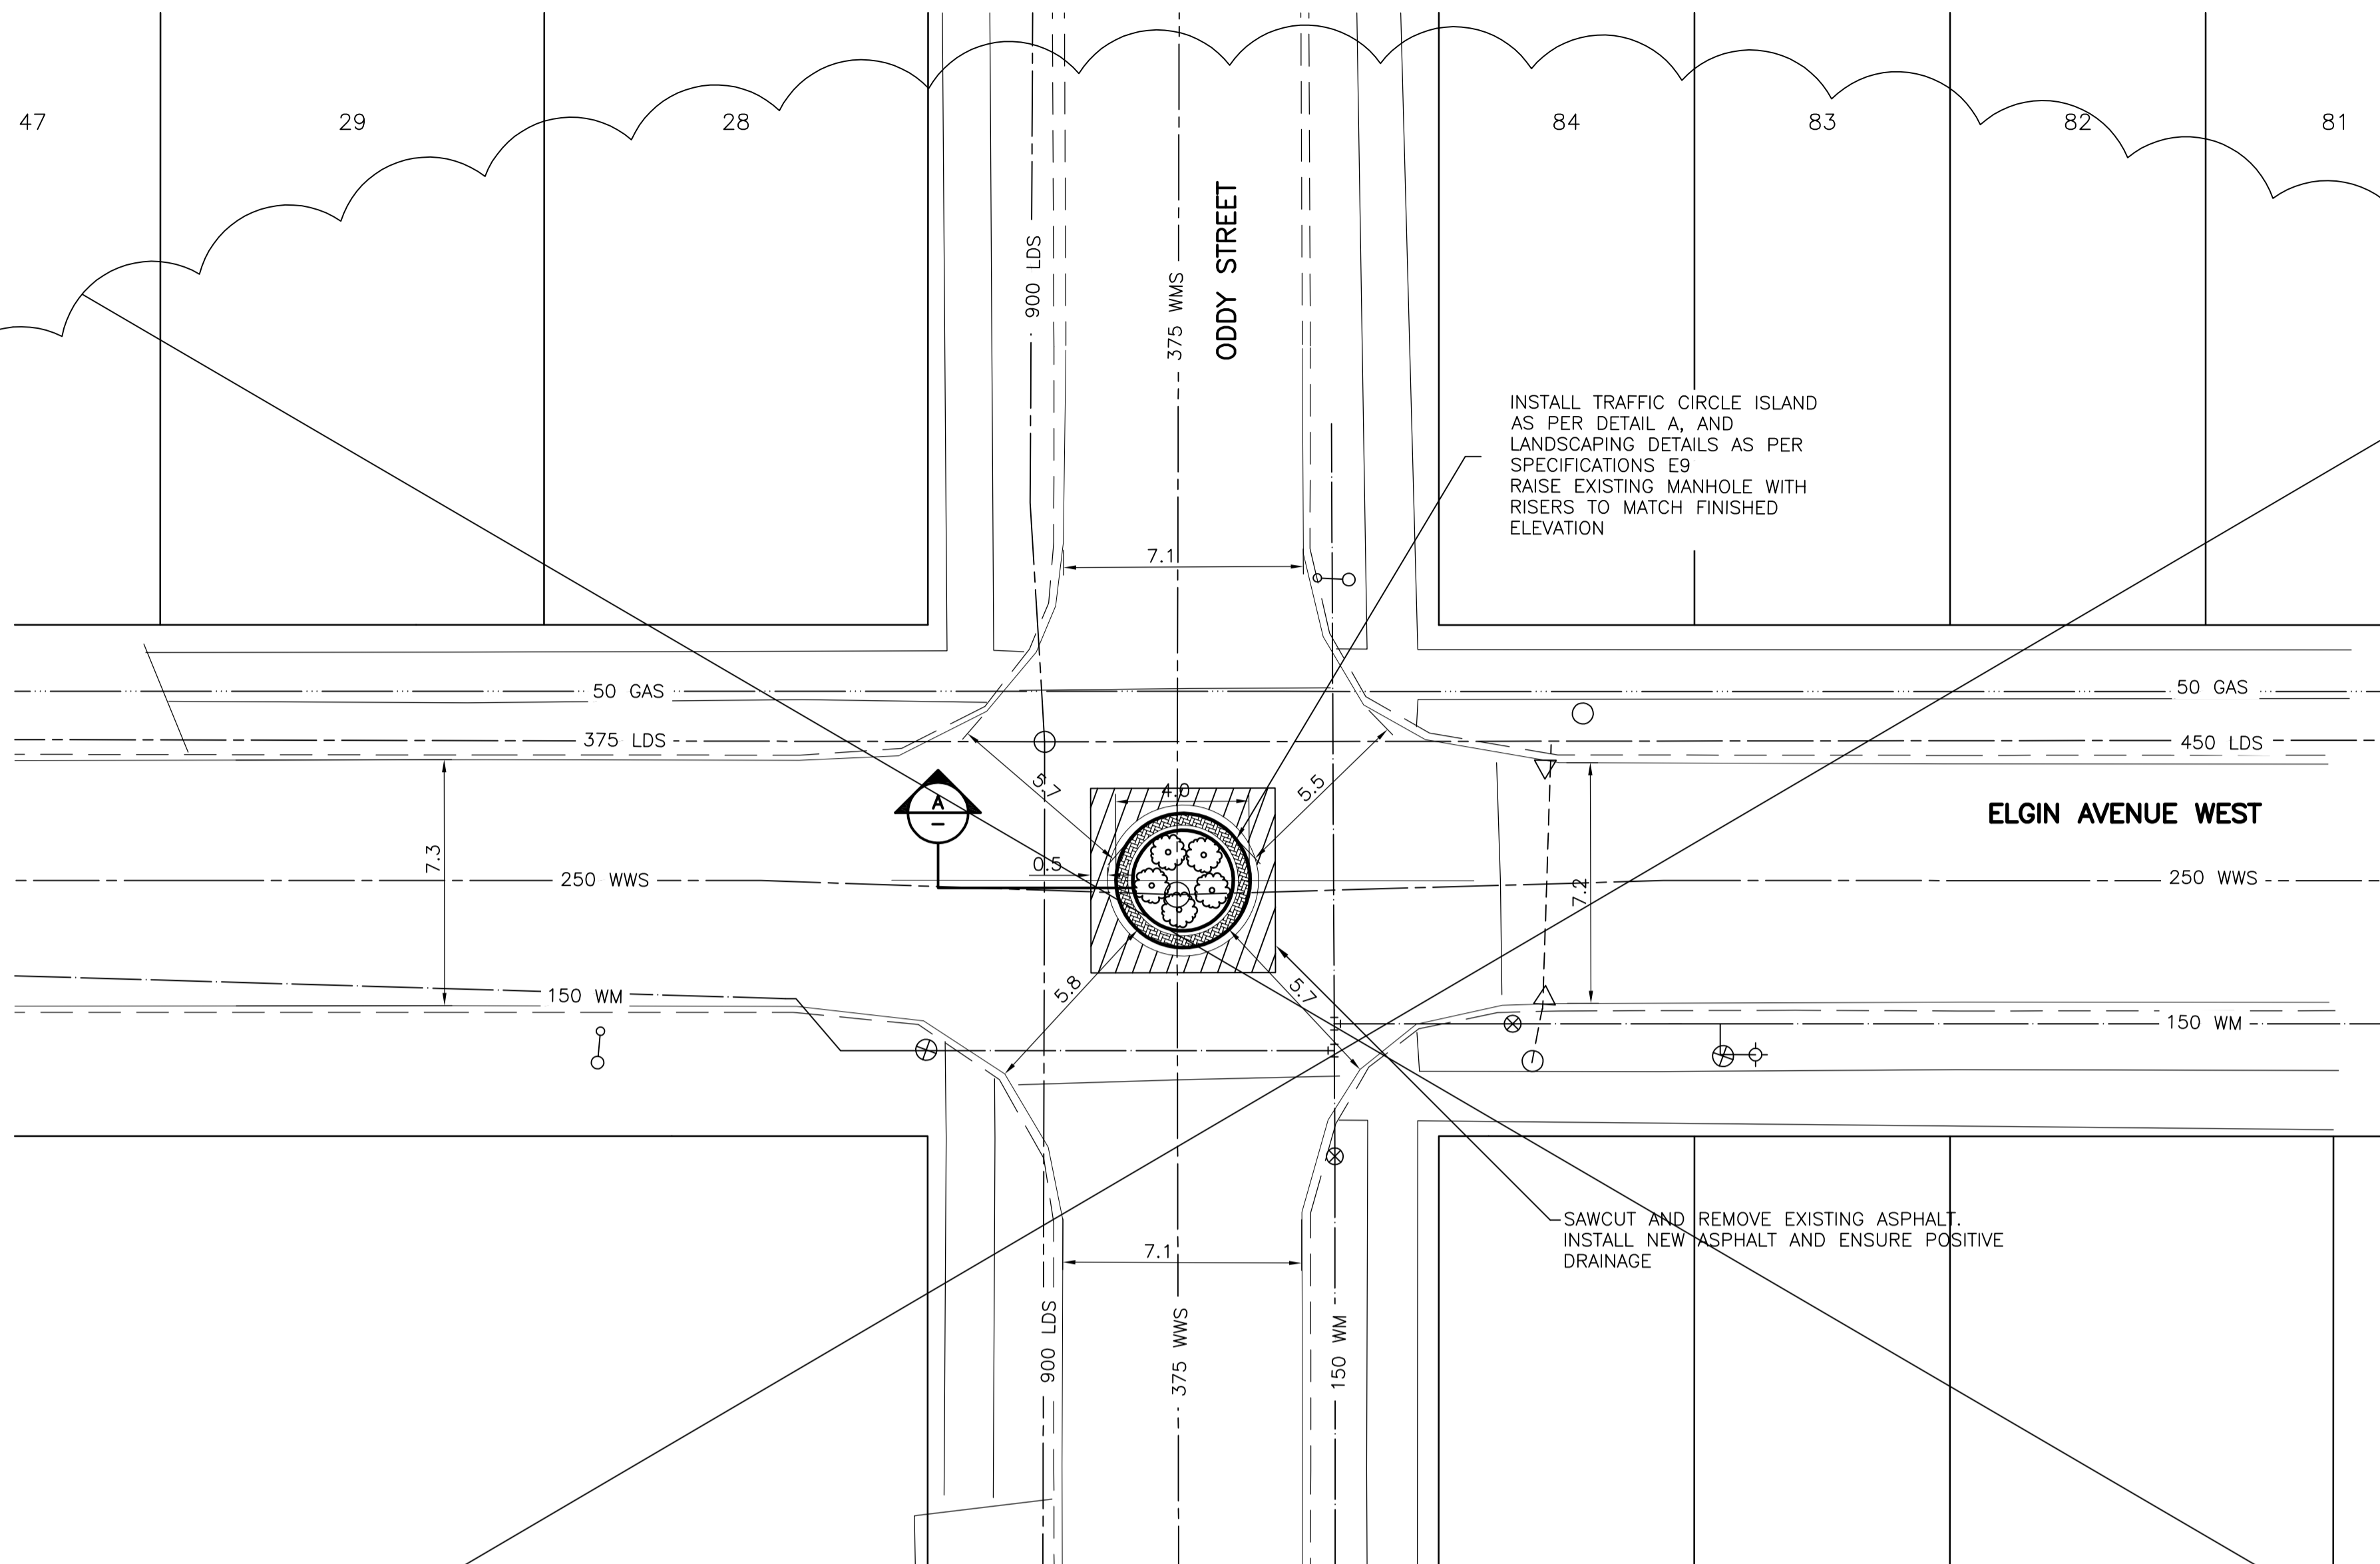 47
29
28
84
83
82
81
900 LDS
375 WMS
ODDY STREET
INSTALL TRAFFIC CIRCLE ISLAND
AS PER DETAIL A, AND
LANDSCAPING DETAILS AS PER
SPECIFICATIONS E9
RAISE EXISTING MANHOLE WITH
RISERS TO MATCH FINISHED
ELEVATION
7.1
50 GAS
50 GAS
375 LDS
450 LDS
5.7
4.0
5.5
A
ELGIN AVENUE WEST
7.3
0.5
250 WWS
7.2
250 WWS
5.8
5.7
150 WM
150 WM
SAWCUT AND REMOVE EXISTING ASPHALT.
INSTALL NEW ASPHALT AND ENSURE POSITIVE
DRAINAGE
7.1
900 LDS
375 WWS
150 WM